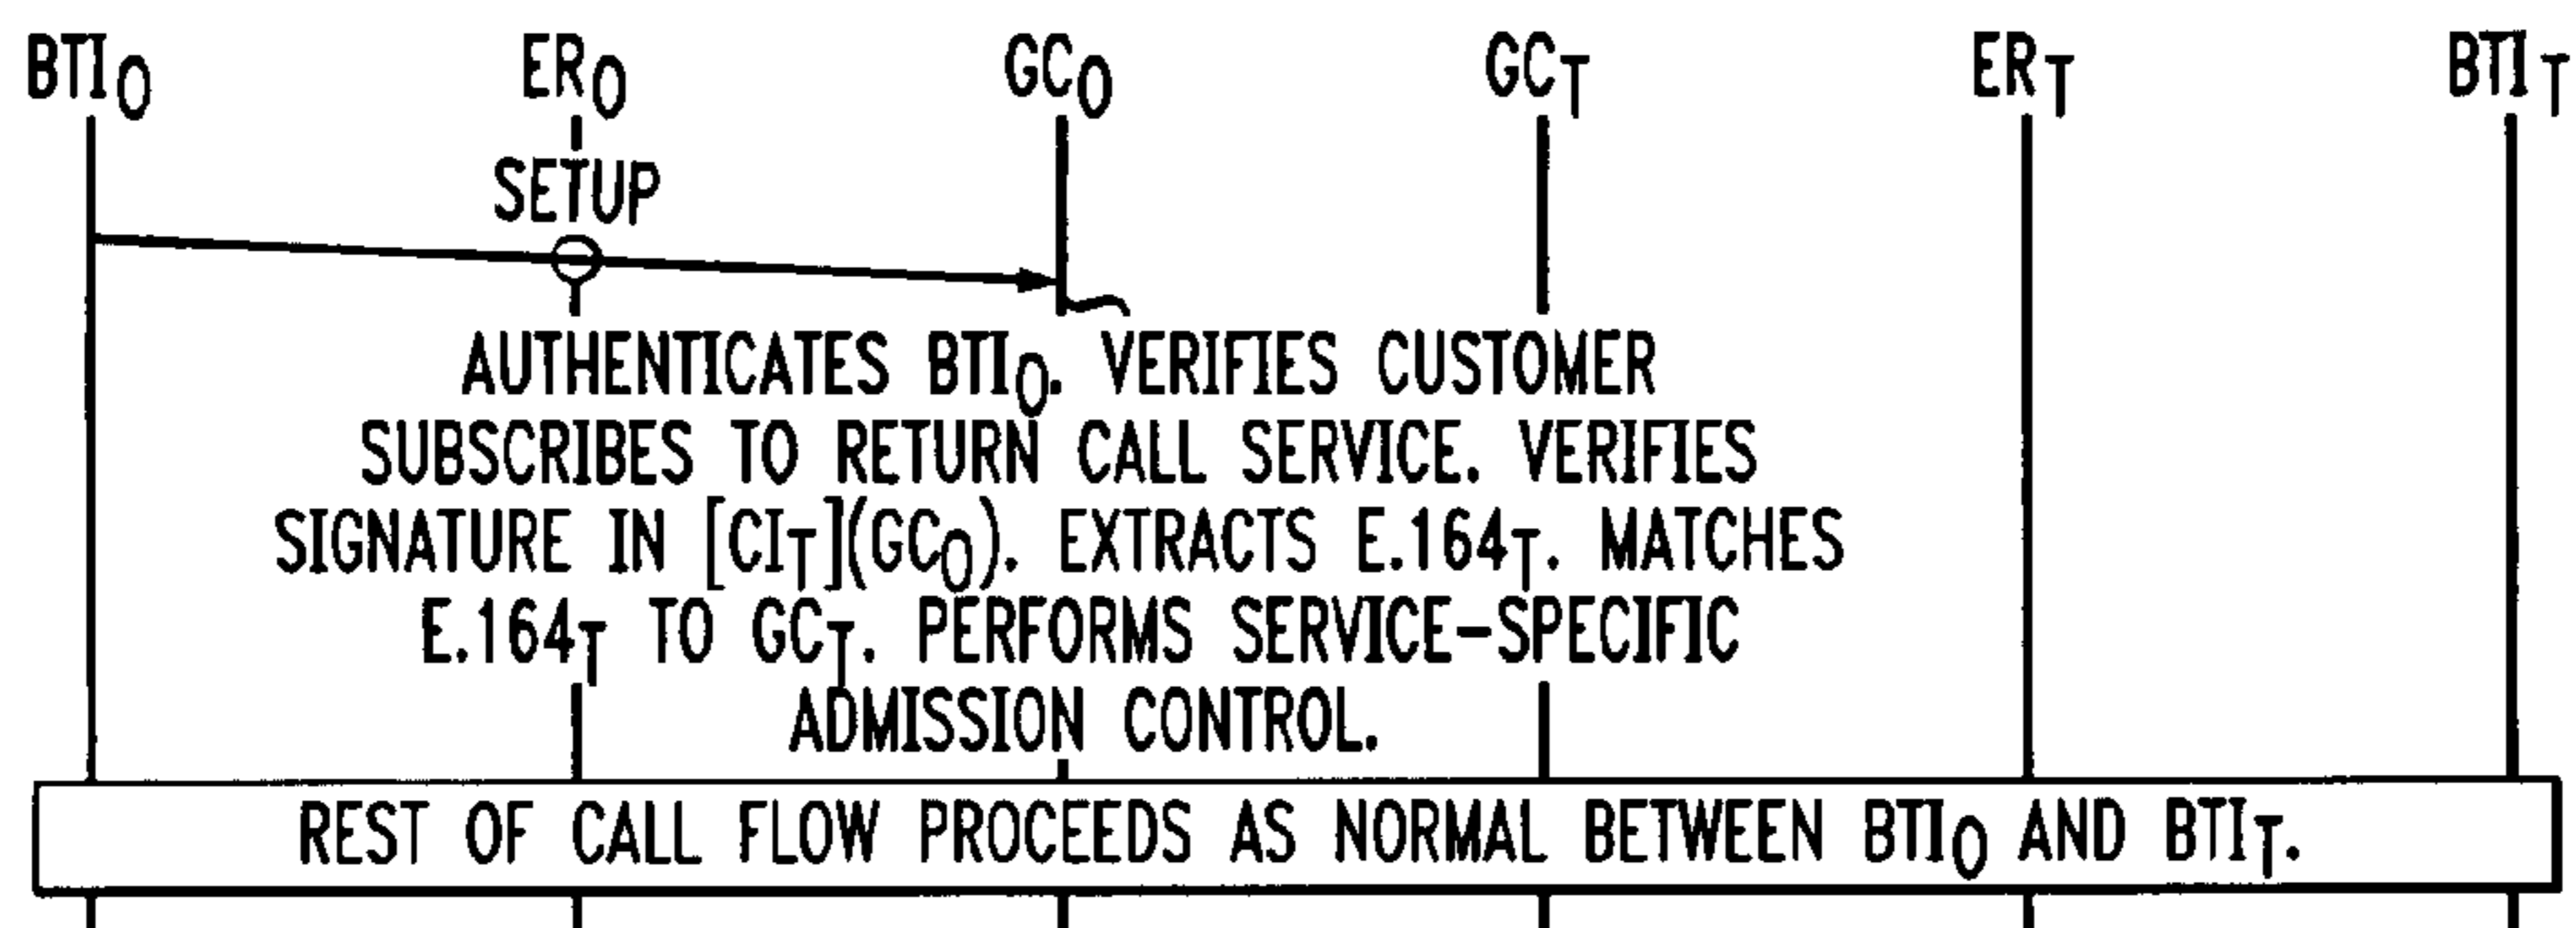 BTIO ERO GCO GCT ERT BTIT
SETUP
AUTHENTICATES BTIO. VERIFIES CUSTOMER
SUBSCRIBES TO RETURN CALL SERVICE. VERIFIES
SIGNATURE IN [CIT](GCO). EXTRACTS E.164T. MATCHES
E.164T TO GCT. PERFORMS SERVICE-SPECIFIC
ADMISSION CONTROL.
REST OF CALL FLOW PROCEEDS AS NORMAL BETWEEN BTIO AND BTIT.